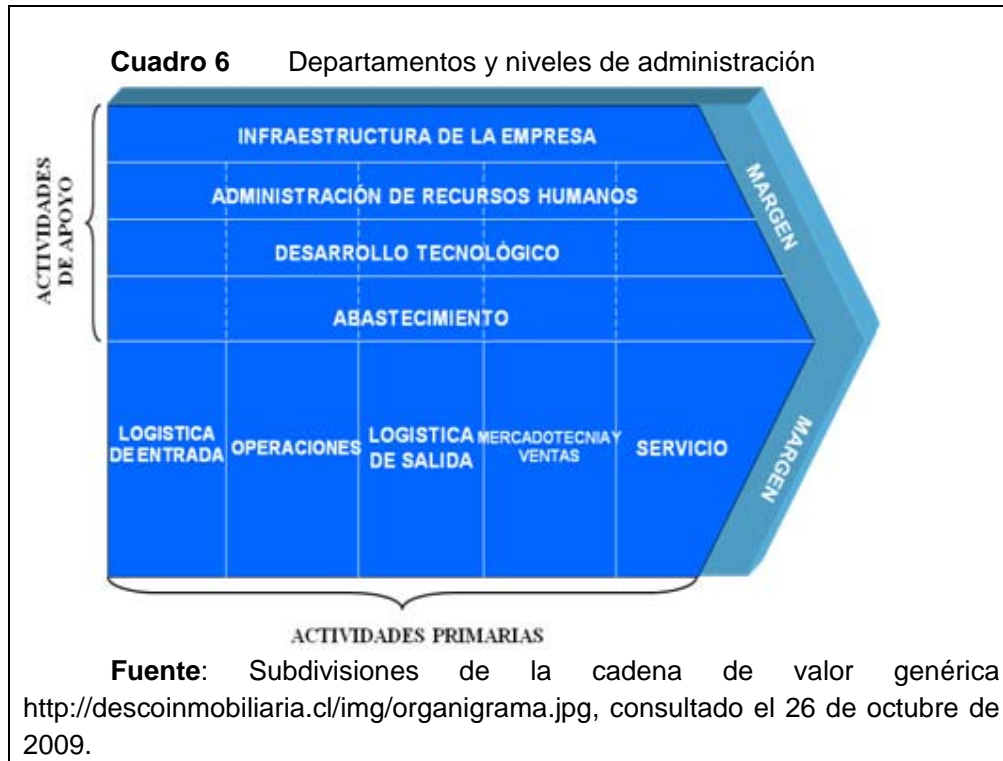 Cuadro 6 Departamentos y niveles de administración
INFRAESTRUCTURA DE LA EMPRESA
ADMINISTRACIÓN DE RECURSOS HUMANOS
DESARROLLO TECNOLÓGICO
ABASTECIMIENTO
ACTIVIDADES
DE APOYO
MARGEN
LOGISTICA
DE ENTRADA
OPERACIONES
LOGISTICA
DE SALIDA
MERCADOTECNIA Y
VENTAS
SERVICIO
MARGEN
ACTIVIDADES PRIMARIAS
Fuente: Subdivisiones de la cadena de valor genérica
http://descoinmobiliaria.cl/img/organigrama.jpg, consultado el 26 de octubre de
2009.